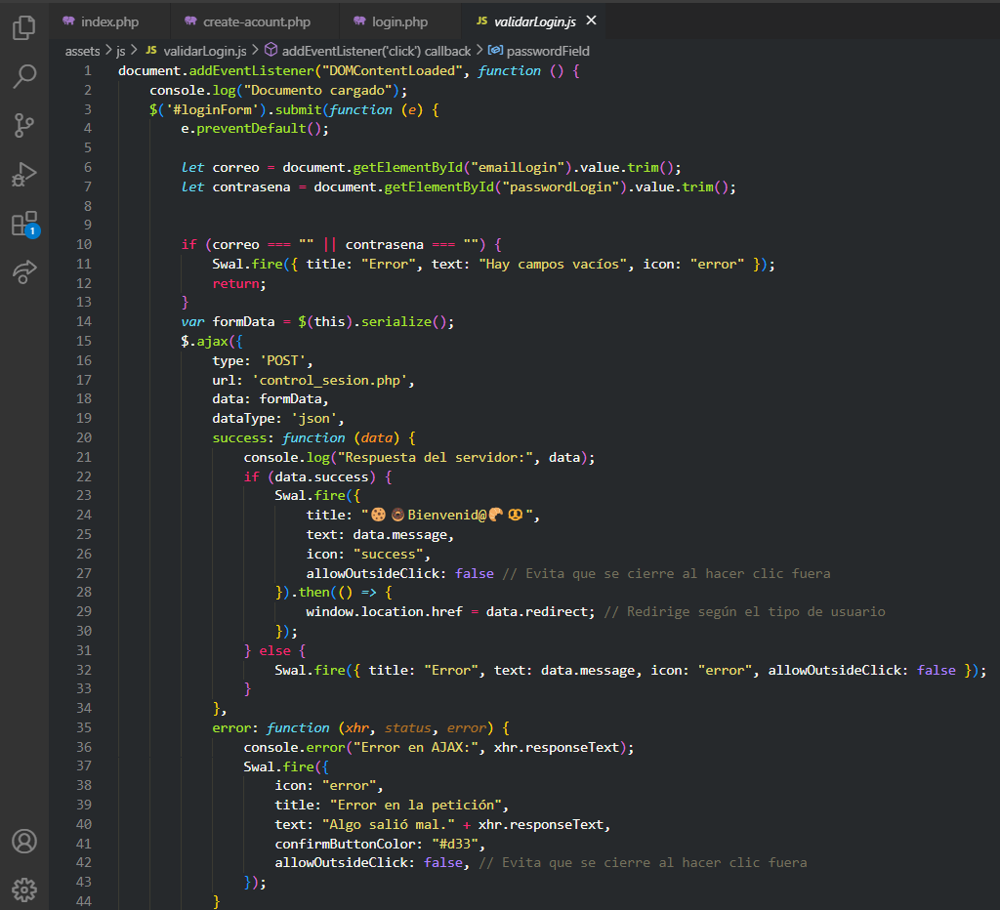 index.php create-acount.php login.php JS validarLogin.js
assets > js > JS validarLogin.js > addEventListener('click') callback > passwordField
1 document.addEventListener("DOMContentLoaded", function () {
2 console.log("Documento cargado");
3 $('#loginForm').submit(function (e) {
4 e.preventDefault();
5
6 let correo = document.getElementById("emailLogin").value.trim();
7 let contrasena = document.getElementById("passwordLogin").value.trim();
8
9
10 if (correo === "" || contrasena === "") {
11 Swal.fire({ title: "Error", text: "Hay campos vacíos", icon: "error" });
12 return;
13 }
14 var formData = $(this).serialize();
15 $.ajax({
16 type: 'POST',
17 url: 'control_sesion.php',
18 data: formData,
19 dataType: 'json',
20 success: function (data) {
21 console.log("Respuesta del servidor:", data);
22 if (data.success) {
23 Swal.fire({
24 title: "🍪🍩Bienvenid@🥐🥨",
25 text: data.message,
26 icon: "success",
27 allowOutsideClick: false // Evita que se cierre al hacer clic fuera
28 }).then(() => {
29 window.location.href = data.redirect; // Redirige según el tipo de usuario
30 });
31 } else {
32 Swal.fire({ title: "Error", text: data.message, icon: "error", allowOutsideClick: false });
33 }
34 },
35 error: function (xhr, status, error) {
36 console.error("Error en AJAX:", xhr.responseText);
37 Swal.fire({
38 icon: "error",
39 title: "Error en la petición",
40 text: "Algo salió mal." + xhr.responseText,
41 confirmButtonColor: "#d33",
42 allowOutsideClick: false, // Evita que se cierre al hacer clic fuera
43 });
44 }
1